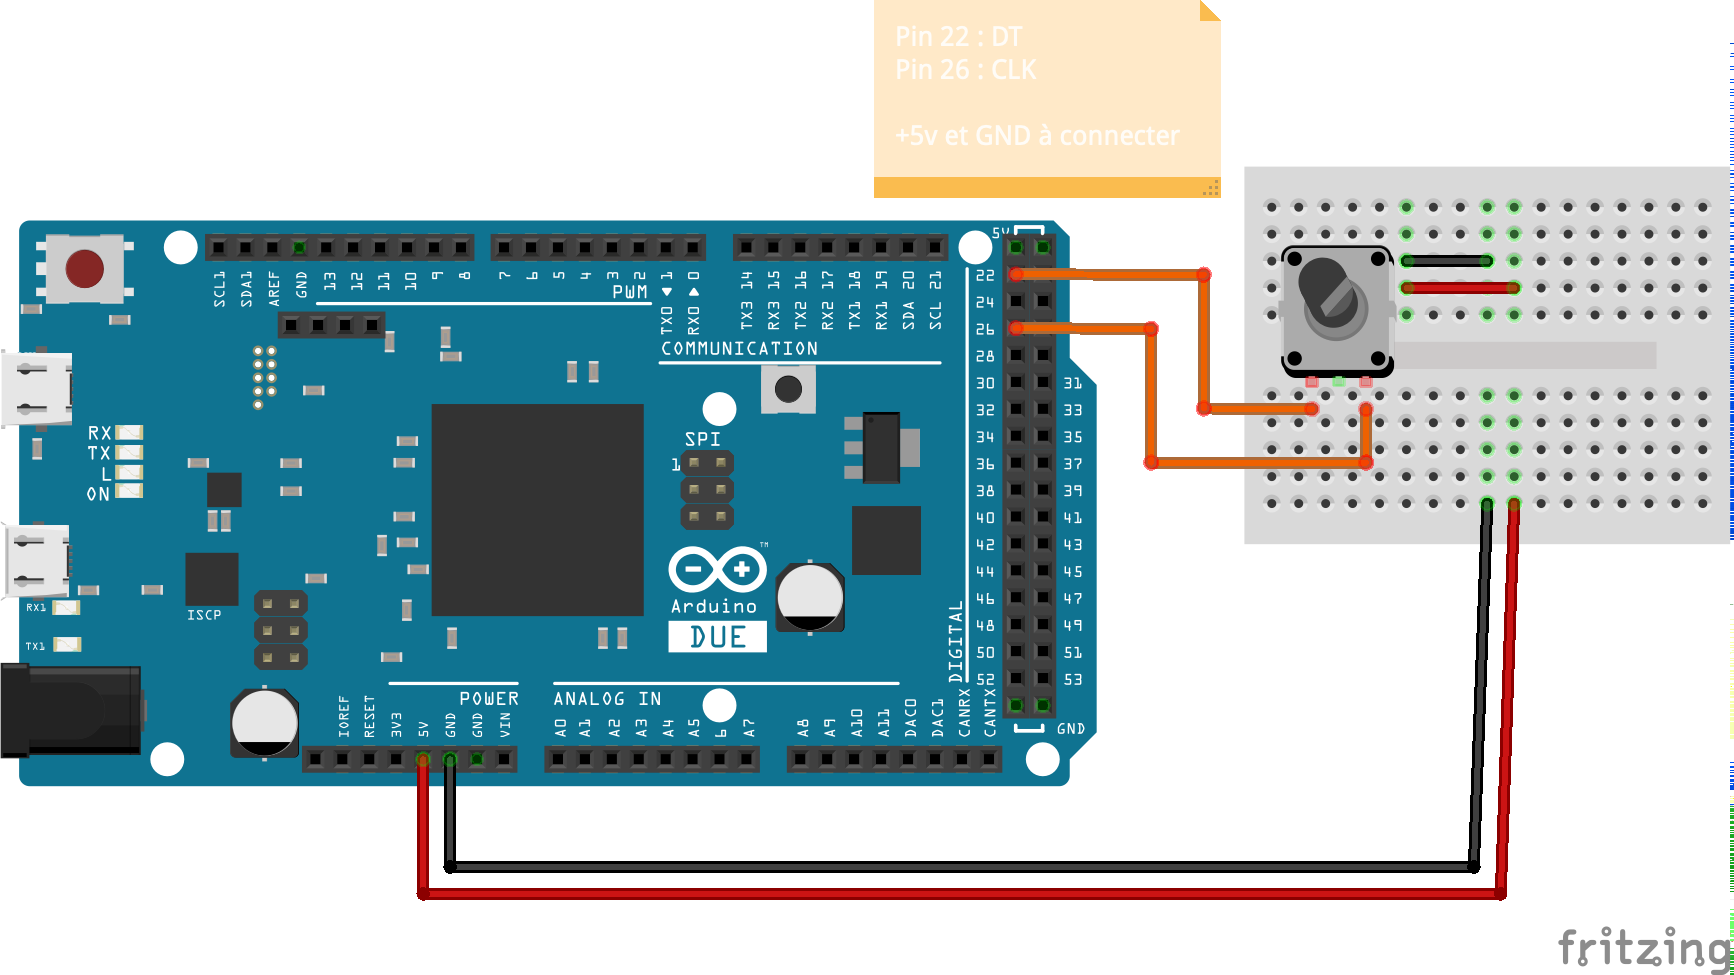 Pin 22 : DT
Pin 26 : CLK
+5v et GND à connecter
SCL1 SDA1 AREF GND 13 12 11 10 9 8 7 6 5 4 3 2 TX0 1 RX0 0 TX3 14 RX3 15 TX2 16 RX2 17 TX1 18 RX1 19 SDA 20 SCL 21
5V
PWM
COMMUNICATION
22
24
26
28
30 31
32 33
34 35
36 37
38 39
40 41
42 43
44 45
46 47
48 49
50 51
52 53
DIGITAL
GND
RX
TX
L
ON
SPI
1
TM
Arduino
DUE
ISCP
RX1
TX1
POWER
ANALOG IN
IOREF RESET 3V3 5V GND GND VIN A0 A1 A2 A3 A4 A5 6 A7 A8 A9 A10 A11 DAC0 DAC1 CANRX CANTX
fritzing